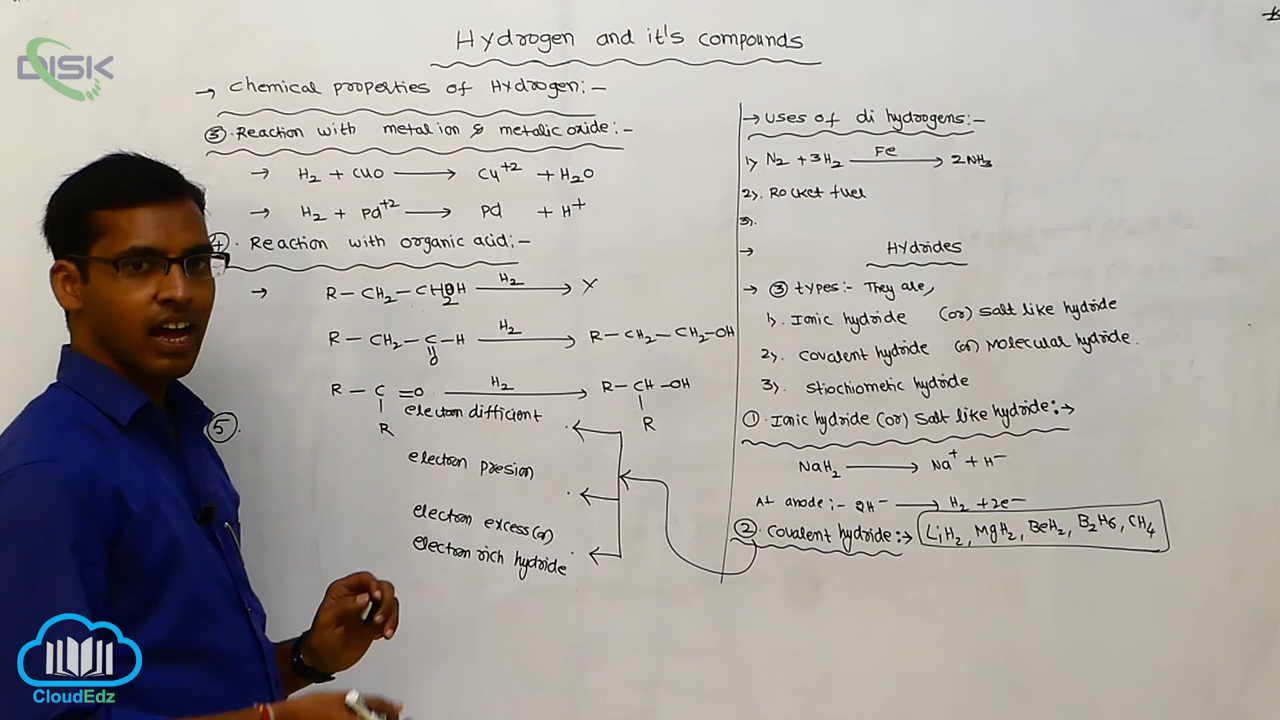 DISK
Hydrogen and it's compounds
→ Chemical properties of Hydrogen:-
③. Reaction with metal ion & metalic oxide:-
→ H2 + CuO → Cu+2 + H2O
→ H2 + Pd+2 → Pd + H+
④. Reaction with organic acid:-
→ R-CH2-CH2OH H2→ X
R-CH2-C-H H2→ R-CH2-CH2-OH
O
R-C=O H2→ R-CH-OH
R R
⑤.
electron difficient
electron presion
electron excess(or)
electron rich hydride
→ Uses of di hydrogens:-
1) N2 + 3H2 Fe→ 2NH3
2). Rocket fuel
3).
→ Hydrides
→ ③ types:- They are,
1). Ionic hydride (or) salt like hydride
2). Covalent hydride (or) molecular hydride.
3). Stiochiometic hydride
①. Ionic hydride (or) Salt like hydride:→
NaH2 → Na+ + H-
At anode:- 2H- → H2 + 2e-
②. Covalent hydride:→ LiH2, MgH2, BeH2, B2H6, CH4
CloudEdz